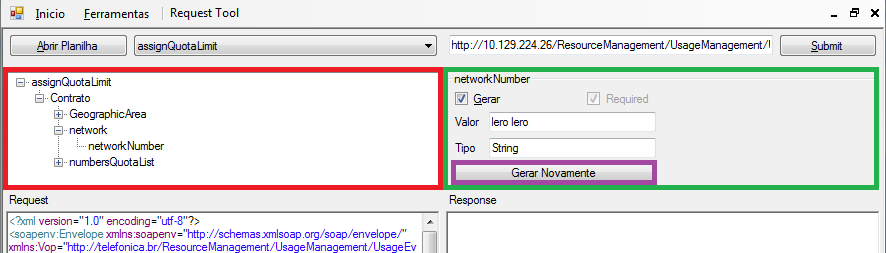 Inicio Ferramentas Request Tool
Abrir Planilha assignQuotaLimit http://10.129.224.26/ResourceManagement/UsageManagement/ Submit
assignQuotaLimit
Contrato
GeographicArea
network
networkNumber
numbersQuotaList
networkNumber
Gerar Required
Valor lero lero
Tipo String
Gerar Novamente
Request Response
<?xml version="1.0" encoding="utf-8"?>
<soapenv:Envelope xmlns:soapenv="http://schemas.xmlsoap.org/soap/envelope/"
xmlns:Vop="http://telefonica.br/ResourceManagement/UsageManagement/UsageEv